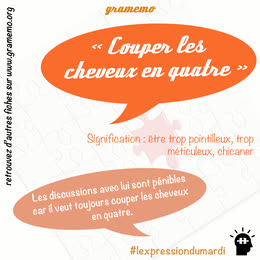 gramemo
« Couper les
cheveux en quatre »
Signification : être trop pointilleux, trop
méticuleux, chicaner
Les discussions avec lui sont pénibles
car il veut toujours couper les cheveux
en quatre.
#lexpressiondumardi
retrouvez d'autres fiches sur www.gramemo.org